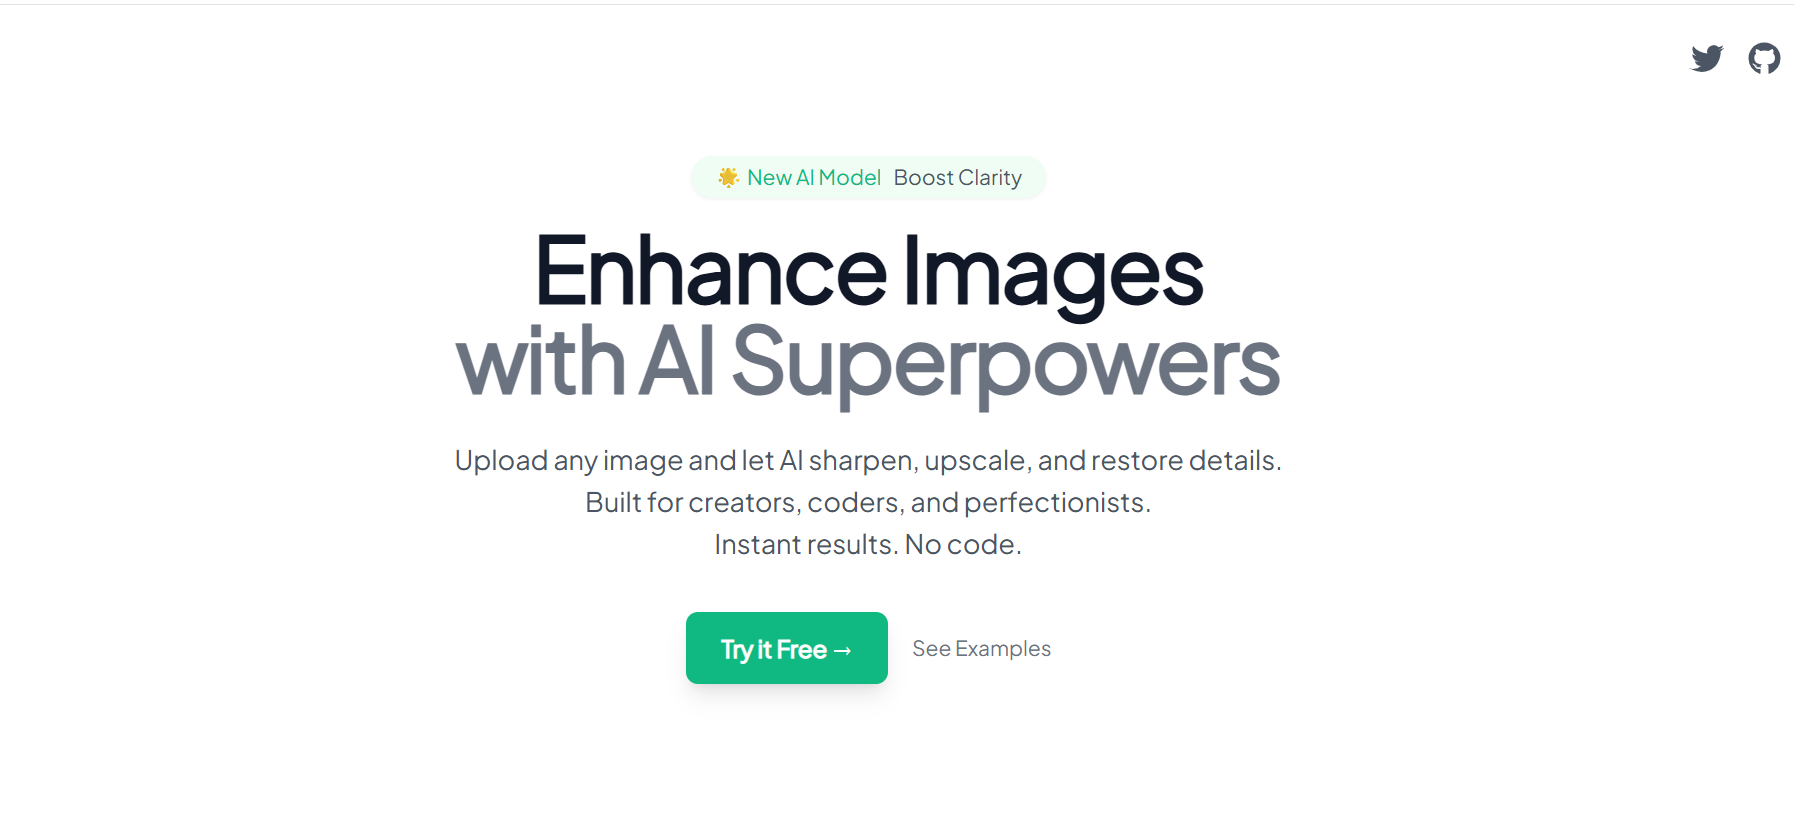 🌟 New AI Model Boost Clarity
Enhance Images
with AI Superpowers
Upload any image and let AI sharpen, upscale, and restore details.
Built for creators, coders, and perfectionists.
Instant results. No code.
Try it Free → See Examples